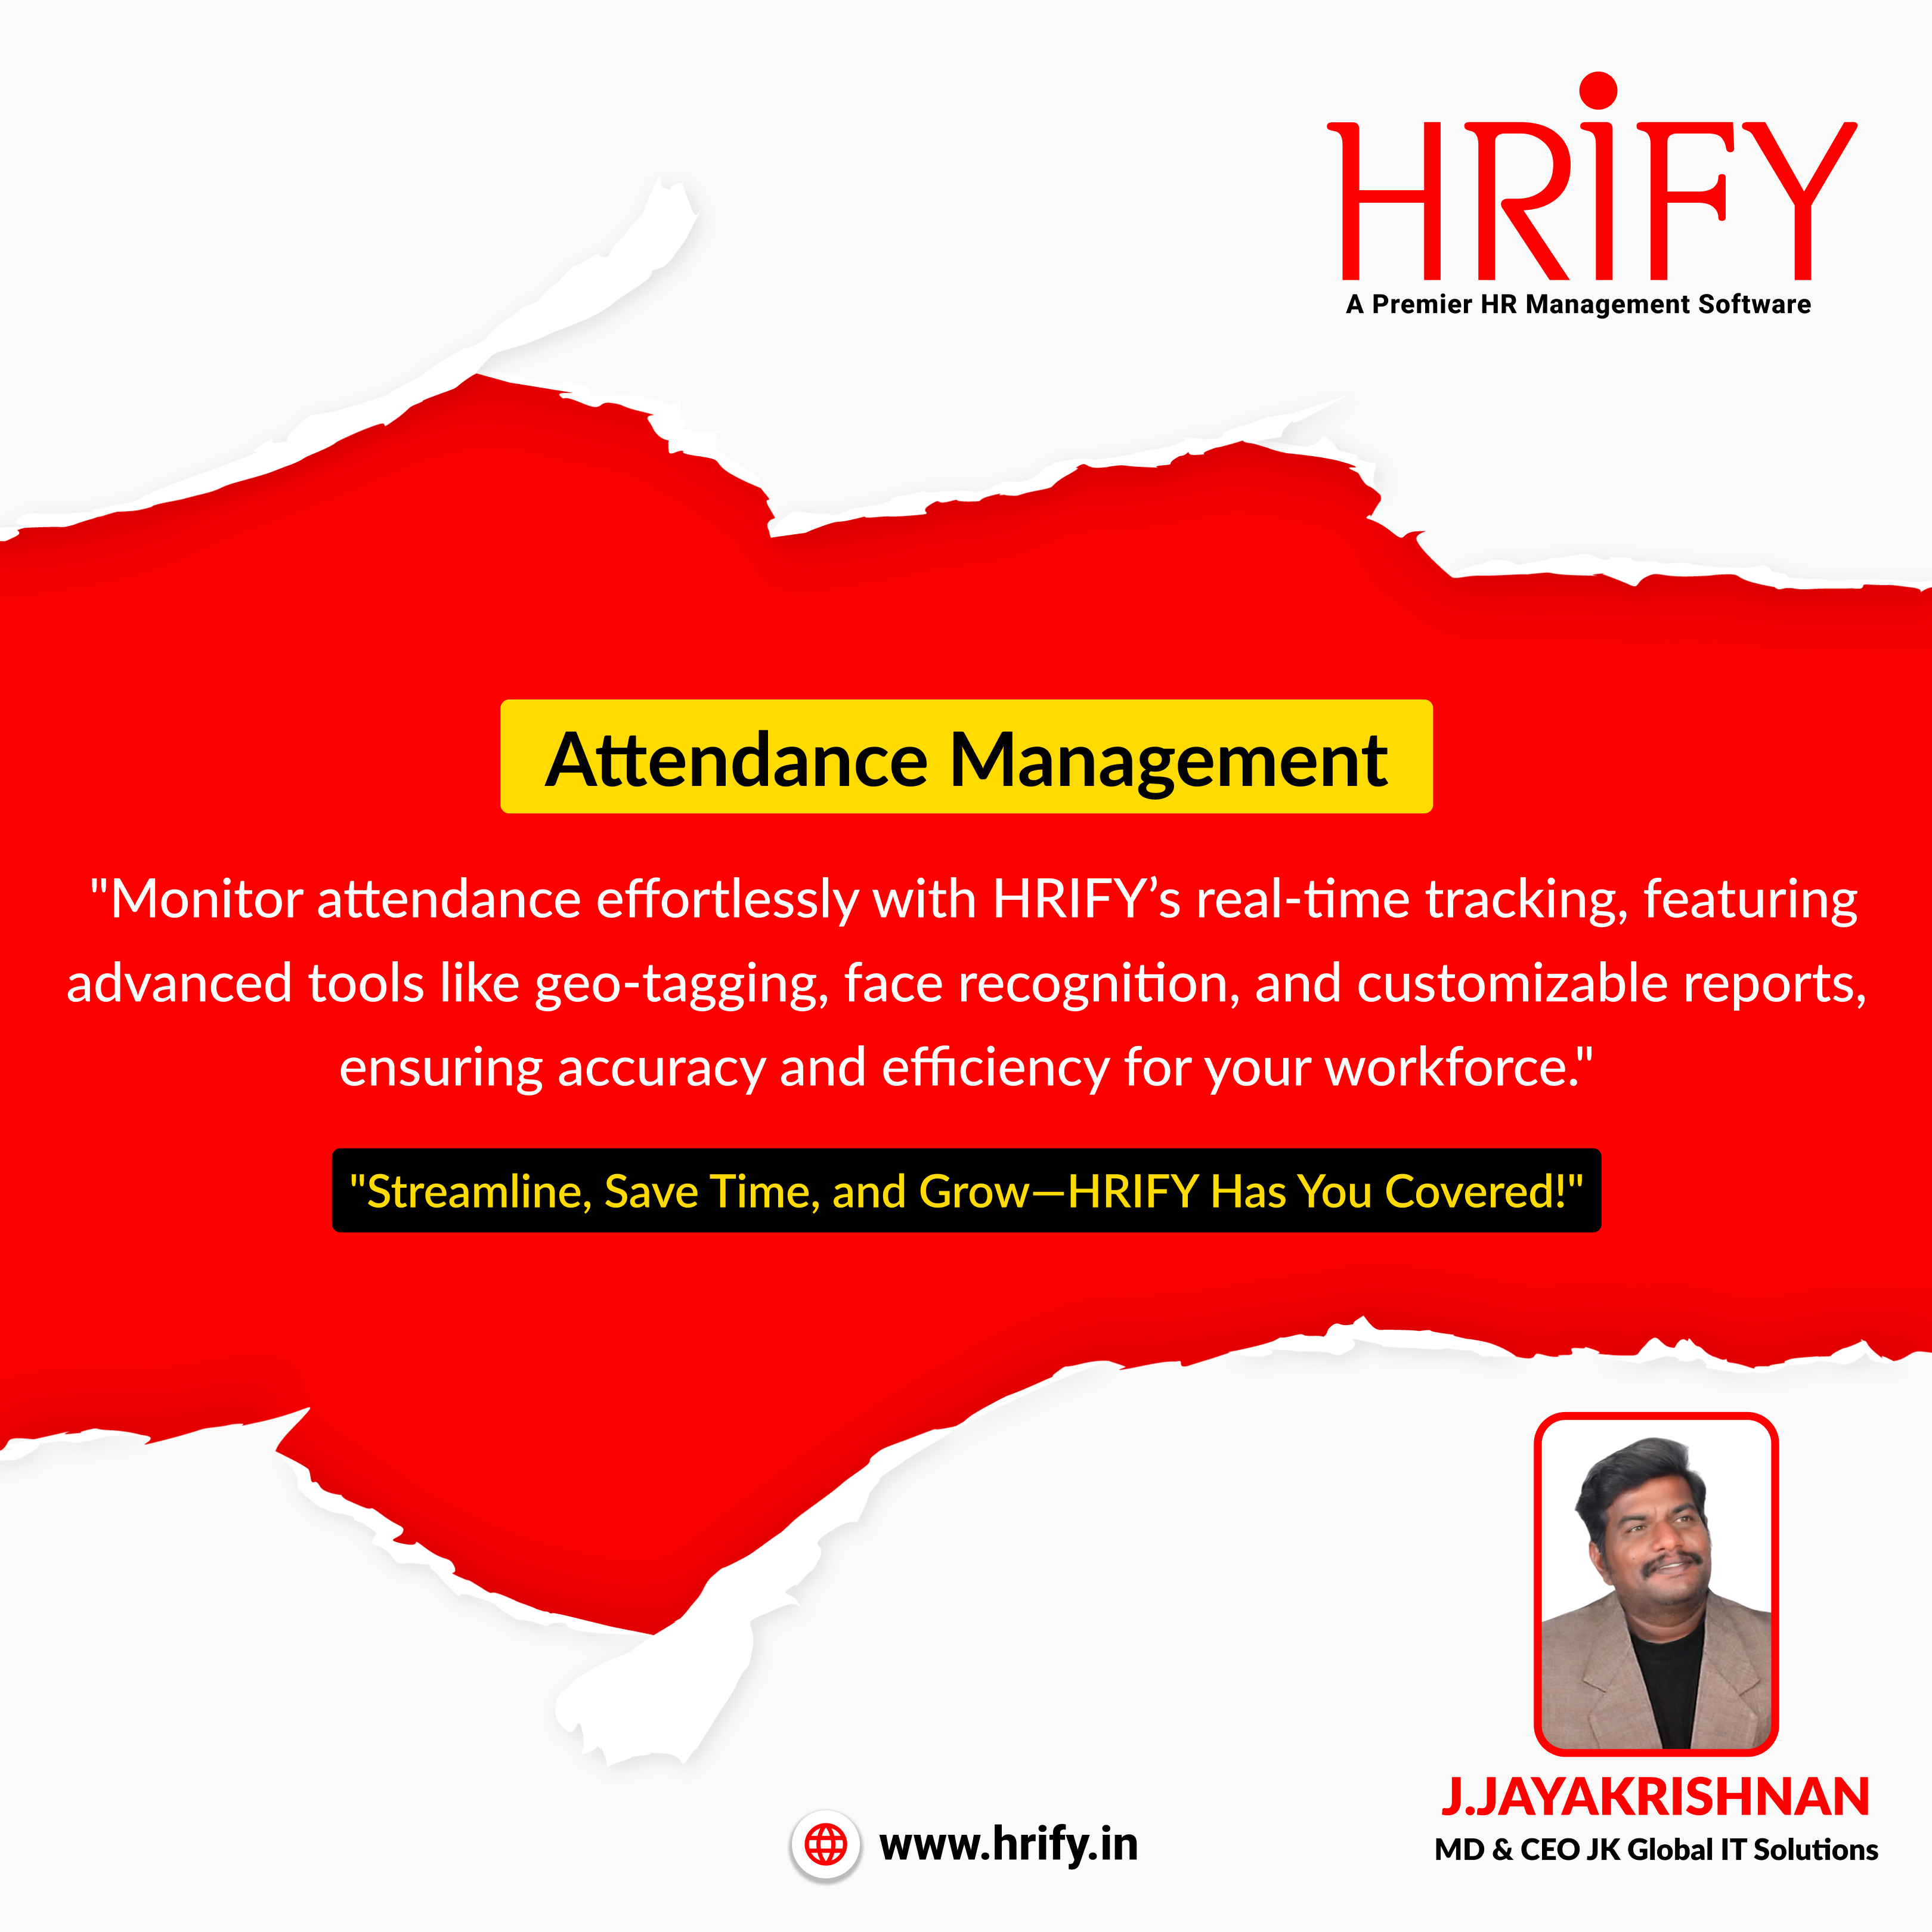 HRiFY
A Premier HR Management Software
Attendance Management
"Monitor attendance effortlessly with HRIFY’s real-time tracking, featuring
advanced tools like geo-tagging, face recognition, and customizable reports,
ensuring accuracy and efficiency for your workforce."
"Streamline, Save Time, and Grow—HRIFY Has You Covered!"
J.JAYAKRISHNAN
MD & CEO JK Global IT Solutions
www.hrify.in